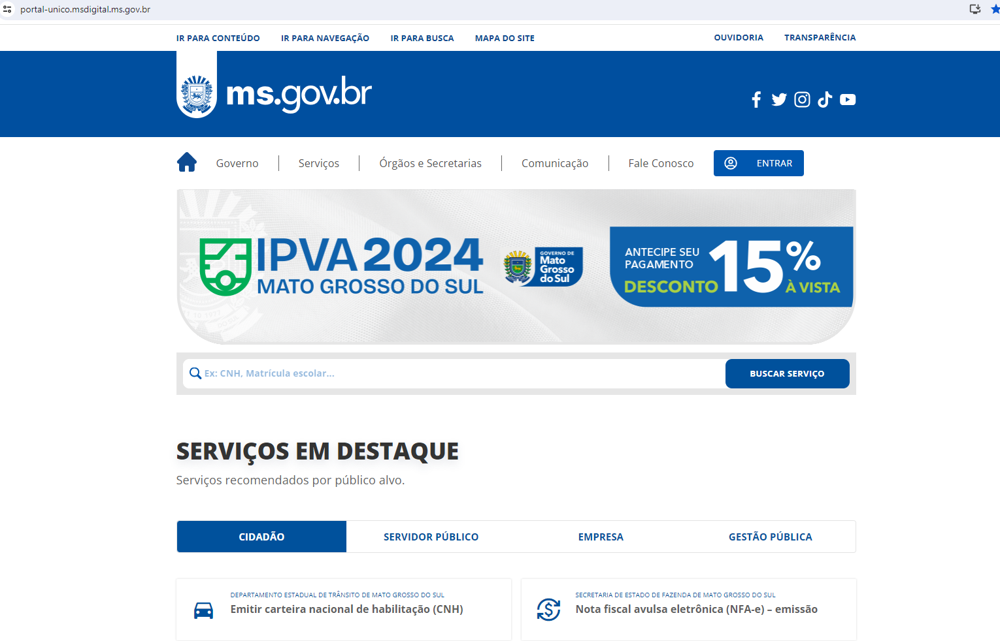 portal-unico.msdigital.ms.gov.br
IR PARA CONTEÚDO IR PARA NAVEGAÇÃO IR PARA BUSCA MAPA DO SITE OUVIDORIA TRANSPARÊNCIA
ms.gov.br
Governo Serviços Órgãos e Secretarias Comunicação Fale Conosco ENTRAR
IPVA 2024
MATO GROSSO DO SUL
GOVERNO DE
Mato
Grosso
do Sul
ANTECIPE SEU
PAGAMENTO
DESCONTO 15% À VISTA
Ex: CNH, Matrícula escolar...
BUSCAR SERVIÇO
SERVIÇOS EM DESTAQUE
Serviços recomendados por público alvo.
CIDADÃO SERVIDOR PÚBLICO EMPRESA GESTÃO PÚBLICA
DEPARTAMENTO ESTADUAL DE TRÂNSITO DE MATO GROSSO DO SUL
Emitir carteira nacional de habilitação (CNH)
SECRETARIA DE ESTADO DE FAZENDA DE MATO GROSSO DO SUL
Nota fiscal avulsa eletrônica (NFA-e) – emissão